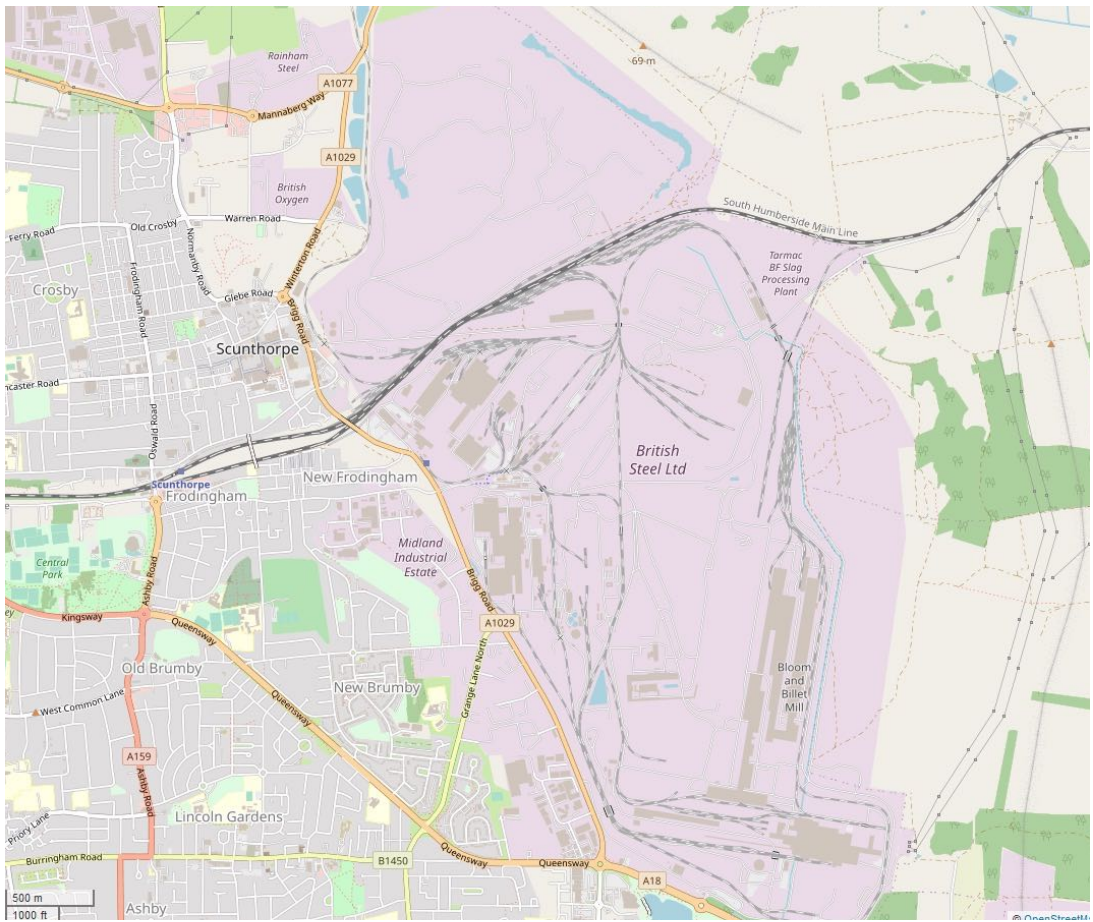 Rainham
Steel
69 m
A1077
Mannaberg Way
A1029
British
Oxygen
Warren Road
Old Crosby
Ferry Road
Normanby Road
Winterton Road
South Humberside Main Line
Tarmac
BF Slag
Processing
Plant
Crosby
Frodingham Road
Glebe Road
Brigg Road
Scunthorpe
ncaster Road
Oswald Road
British
Steel Ltd
New Frodingham
Scunthorpe
Frodingham
Midland
Industrial
Estate
Central
Park
Ashby Road
Brigg Road
Kingsway
Queensway
A1029
Old Brumby
Grange Lane North
New Brumby
Bloom
and
Billet
Mill
West Common Lane
Queensway
A159
Ashby Road
Lincoln Gardens
Priory Lane
Burringham Road
B1450
Queensway
Queensway
A18
500 m
1000 ft
Ashby
© OpenStreetMa